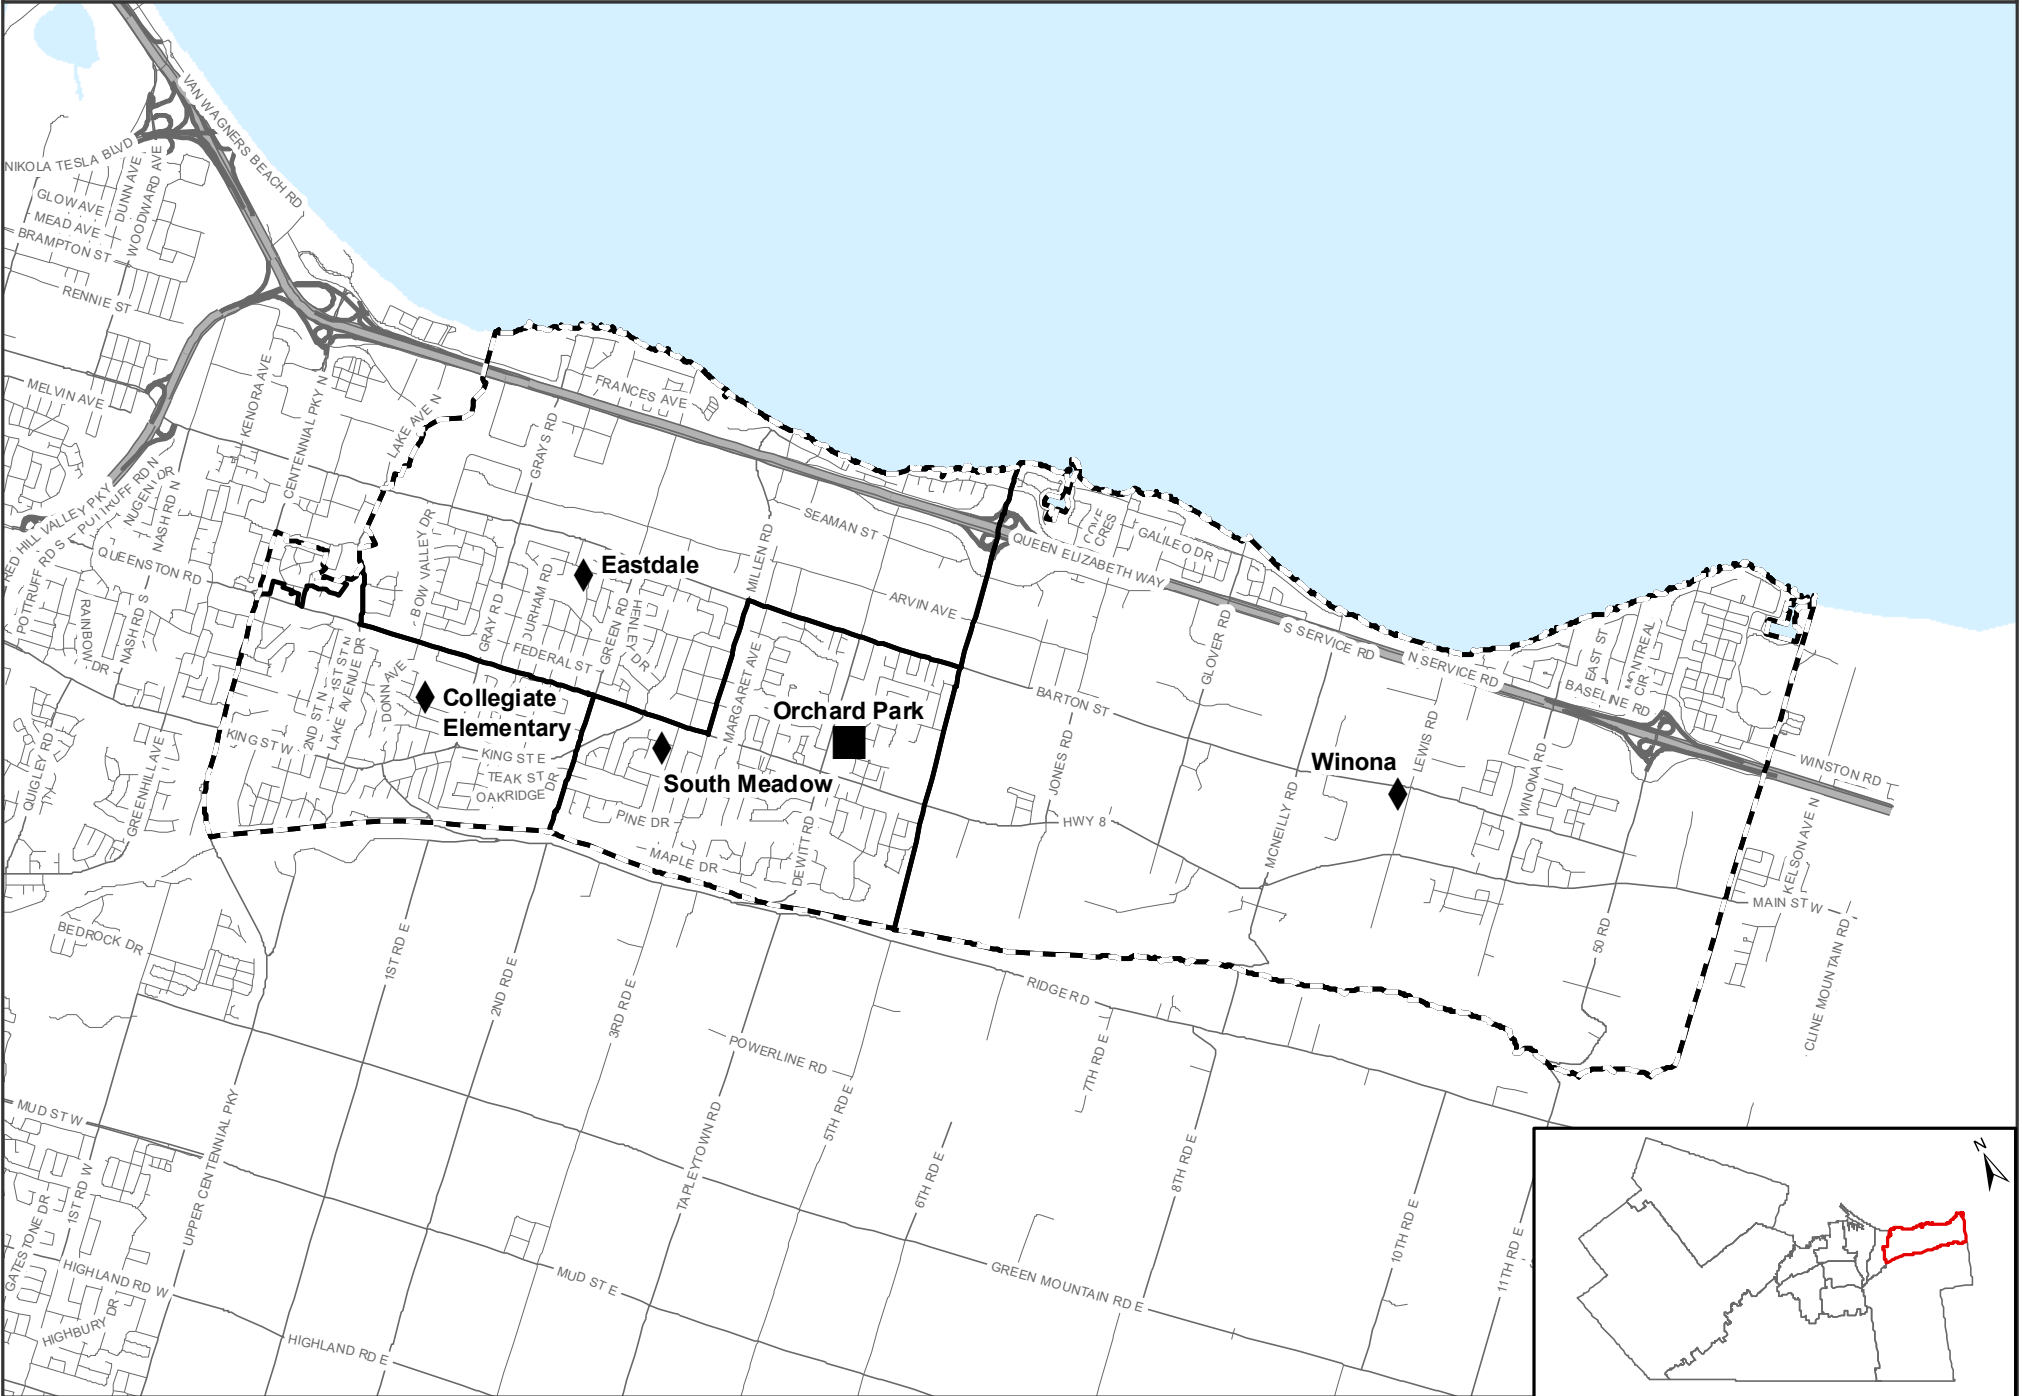 VAN WAGNERS BEACH RD
NIKOLA TESLA BLVD
DUNN AVE
WOODWARD AVE
GLOW AVE
MEAD AVE
BRAMPTON ST
RENNIE ST
MELVIN AVE
KENORA AVE
CENTENNIAL PKY N
LAKE AVE N
GRAYS RD
FRANCES AVE
RED HILL VALLEY PKY
POTTRUFF RD N
NUGENT DR
NASH RD N
POTTRUFF RD S
QUEENSTON RD
RAINBOW DR
NASH RD S
BOW VALLEY DR
MILLEN RD
SEAMAN ST
COVE CRES
GALILEO DR
QUEEN ELIZABETH WAY
Eastdale
ARVIN AVE
GRAY RD
DURHAM RD
GREEN RD
HENLEY DR
FEDERAL ST
GLOVER RD
S SERVICE RD
N SERVICE RD
EAST ST
MONTREAL CIR
BASELINE RD
1ST ST N
2ND ST N
LAKE AVENUE DR
DONN AVE
Collegiate
Elementary
MARGARET AVE
Orchard Park
BARTON ST
KING ST W
KING ST E
TEAK ST
OAKRIDGE DR
South Meadow
JONES RD
Winona
LEWIS RD
WINONA RD
WINSTON RD
QUIGLEY RD
GREENHILL AVE
PINE DR
MAPLE DR
DEWITT RD
HWY 8
MCNEILLY RD
KELSON AVE N
MAIN ST W
50 RD
CLINE MOUNTAIN RD
BEDROCK DR
1ST RD E
2ND RD E
3RD RD E
RIDGE RD
POWERLINE RD
7TH RD E
5TH RD E
MUD ST W
UPPER CENTENNIAL PKY
TAPLEYTOWN RD
6TH RD E
8TH RD E
10TH RD E
11TH RD E
1ST RD W
GATESTONE DR
HIGHLAND RD W
MUD ST E
GREEN MOUNTAIN RD E
HIGHBURY DR
HIGHLAND RD E
N